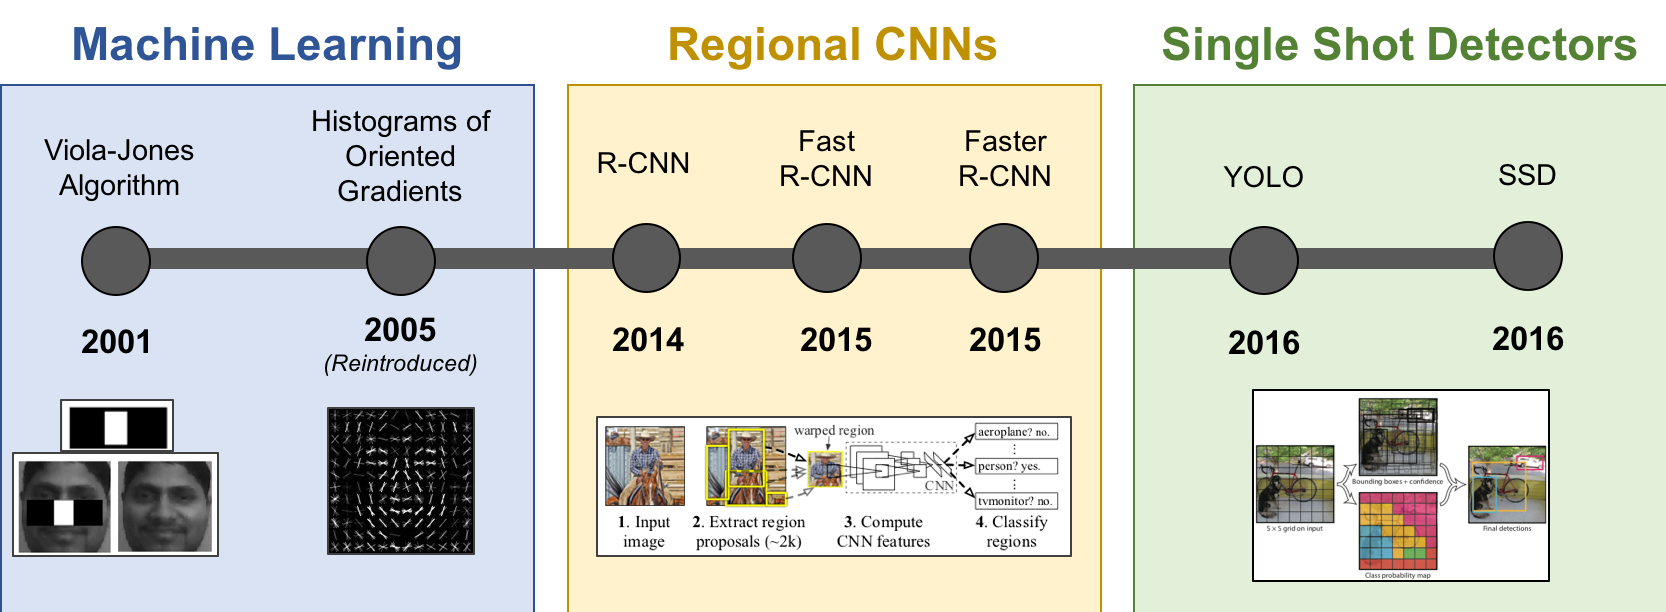 Machine Learning
Regional CNNs
Single Shot Detectors
Viola-Jones
Algorithm
Histograms of
Oriented
Gradients
R-CNN
Fast
R-CNN
Faster
R-CNN
YOLO
SSD
2001
2005
(Reintroduced)
2014
2015
2015
2016
2016
warped region
aeroplane? no.
⋮
person? yes.
⋮
tvmonitor? no.
CNN
1. Input
image
2. Extract region
proposals (~2k)
3. Compute
CNN features
4. Classify
regions
S × S grid on input
Bounding boxes + confidence
Class probability map
Final detections